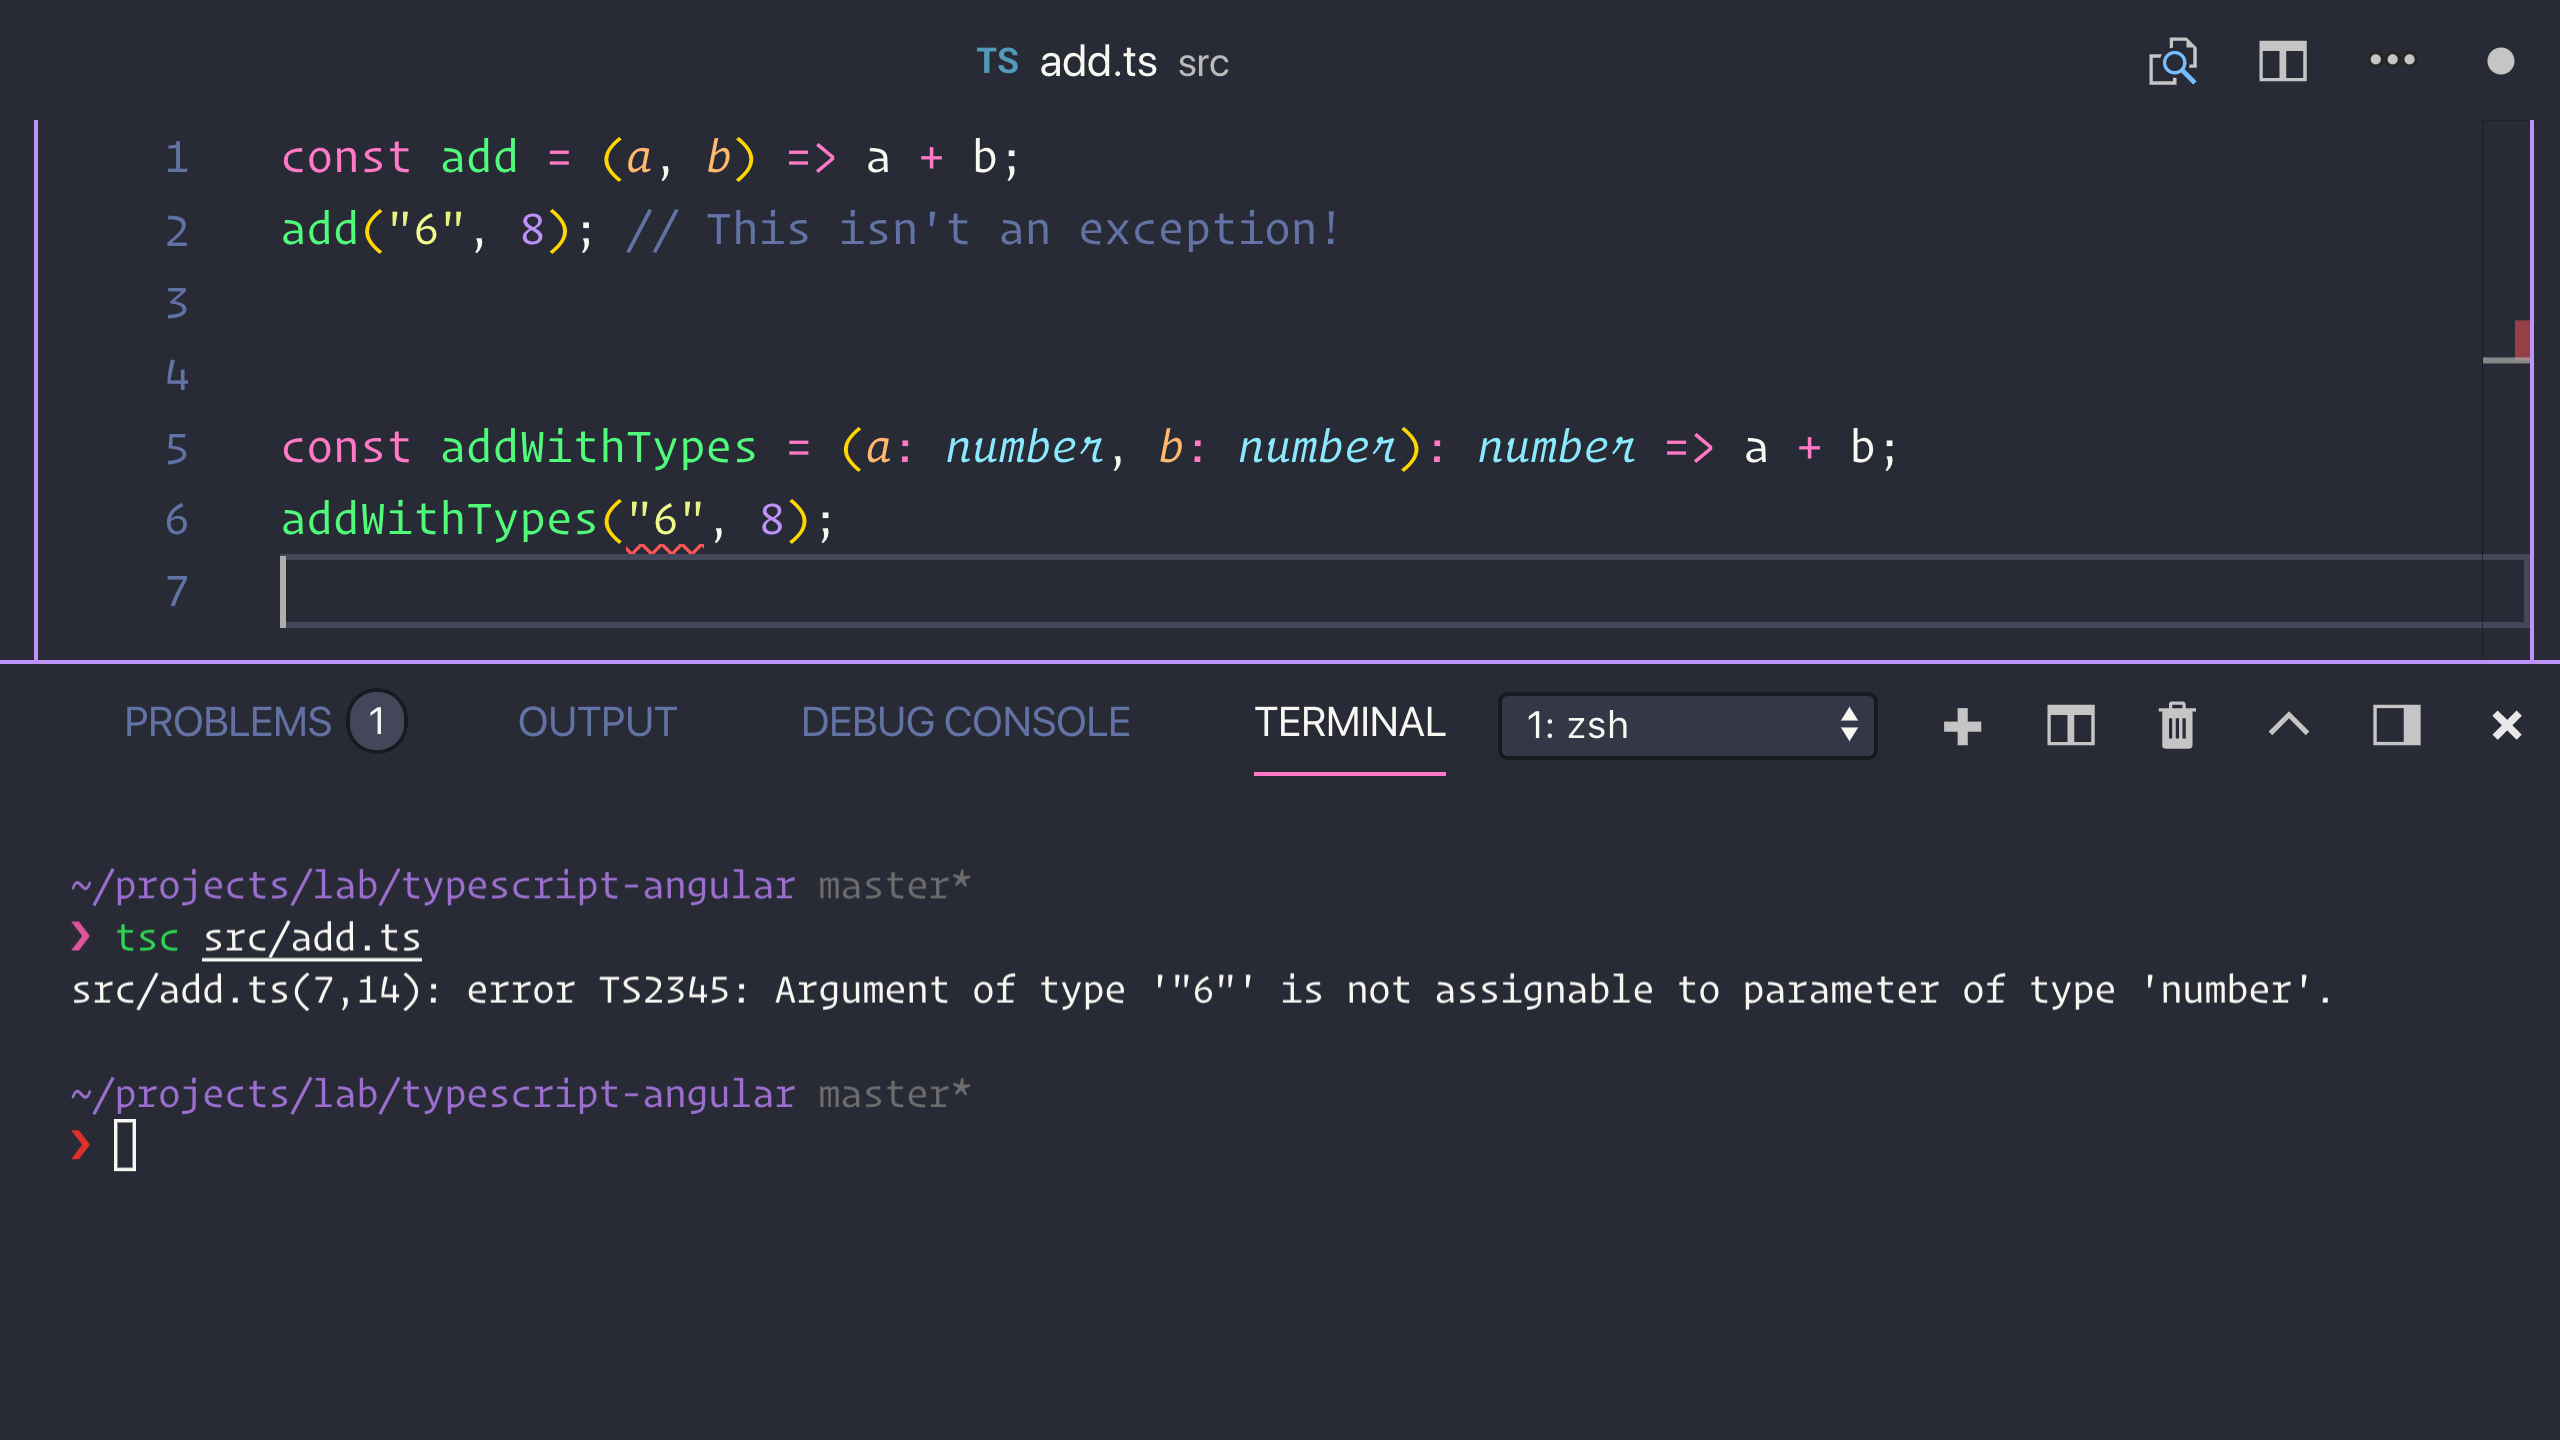 TS add.ts src
1 const add = (a, b) => a + b;
2 add("6", 8); // This isn't an exception!
3
4
5 const addWithTypes = (a: number, b: number): number => a + b;
6 addWithTypes("6", 8);
7
PROBLEMS 1 OUTPUT DEBUG CONSOLE TERMINAL 1: zsh
~/projects/lab/typescript-angular master*
❯ tsc src/add.ts
src/add.ts(7,14): error TS2345: Argument of type '"6"' is not assignable to parameter of type 'number'.
~/projects/lab/typescript-angular master*
❯